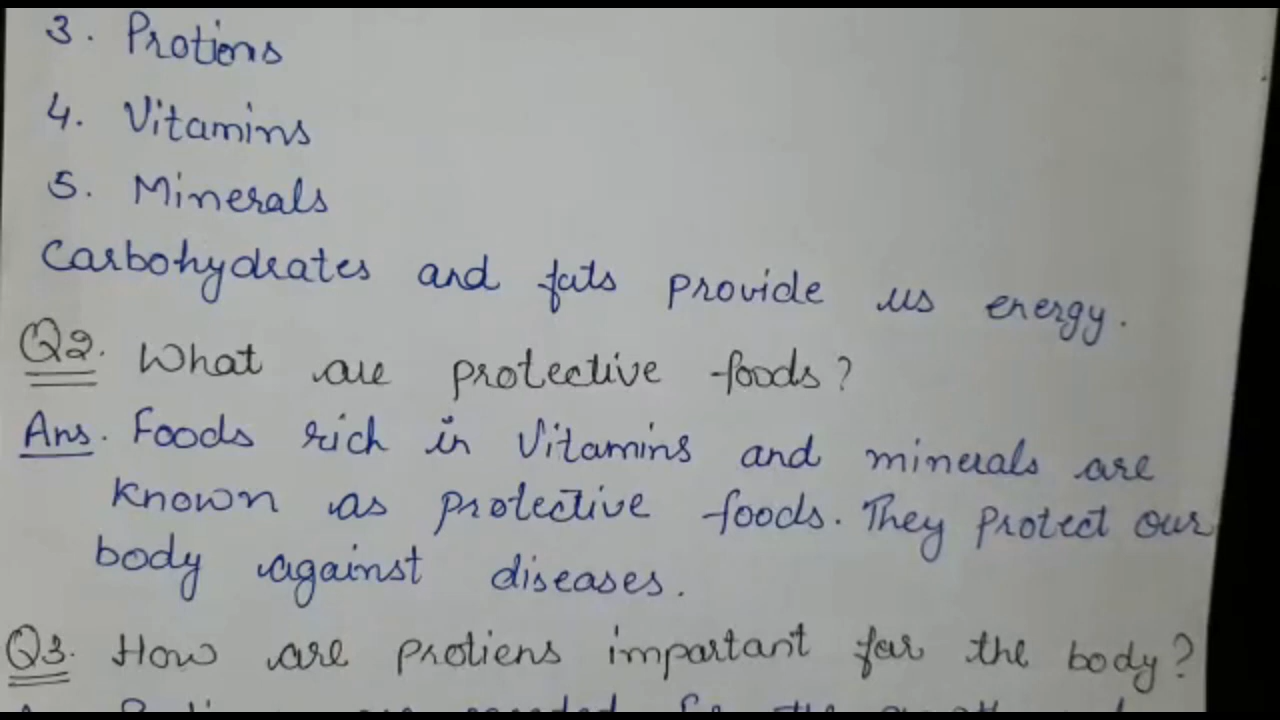 3. Protions
4. Vitamins
5. Minerals
Carbohydrates and fats provide us energy.
Q2. What are protective foods?
Ans. Foods rich in Vitamins and minerals are
known as protective foods. They protect our
body against diseases.
Q3. How are protiens important for the body?